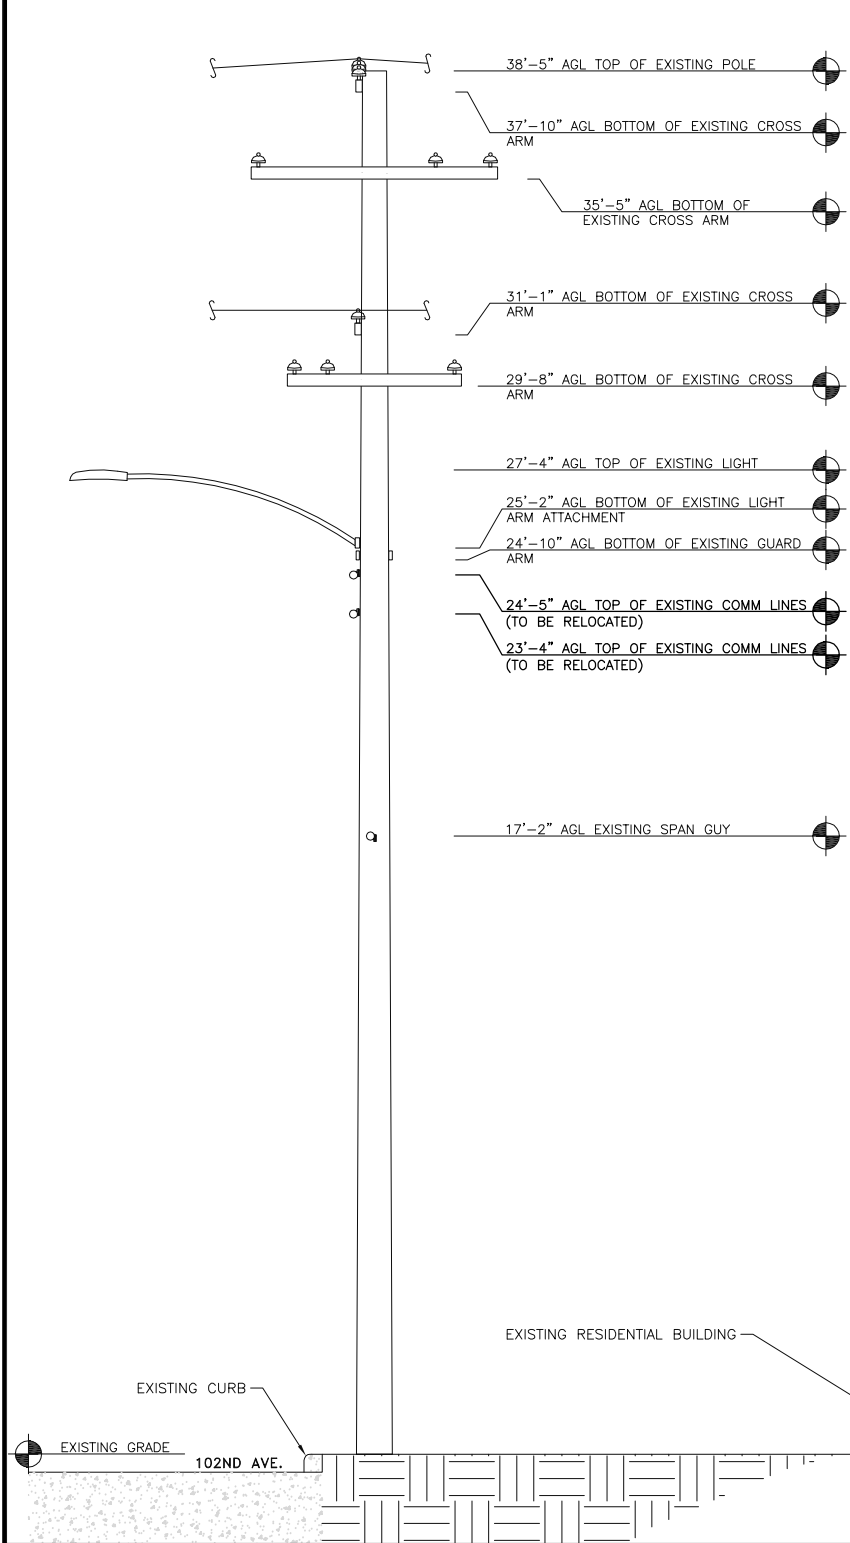 38'-5" AGL TOP OF EXISTING POLE
37'-10" AGL BOTTOM OF EXISTING CROSS
ARM
35'-5" AGL BOTTOM OF
EXISTING CROSS ARM
31'-1" AGL BOTTOM OF EXISTING CROSS
ARM
29'-8" AGL BOTTOM OF EXISTING CROSS
ARM
27'-4" AGL TOP OF EXISTING LIGHT
25'-2" AGL BOTTOM OF EXISTING LIGHT
ARM ATTACHMENT
24'-10" AGL BOTTOM OF EXISTING GUARD
ARM
24'-5" AGL TOP OF EXISTING COMM LINES
(TO BE RELOCATED)
23'-4" AGL TOP OF EXISTING COMM LINES
(TO BE RELOCATED)
17'-2" AGL EXISTING SPAN GUY
EXISTING RESIDENTIAL BUILDING
EXISTING CURB
EXISTING GRADE
102ND AVE.